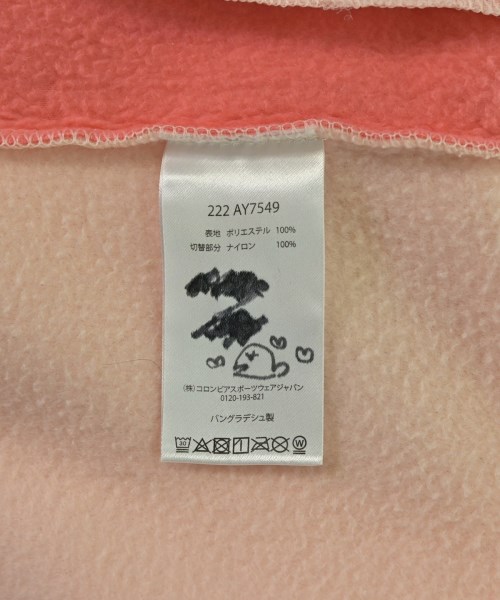 222 AY7549
表地 ポリエステル 100%
切替部分 ナイロン 100%
(株)コロンビアスポーツウェアジャパン
0120-193-821
バングラデシュ製
30
W